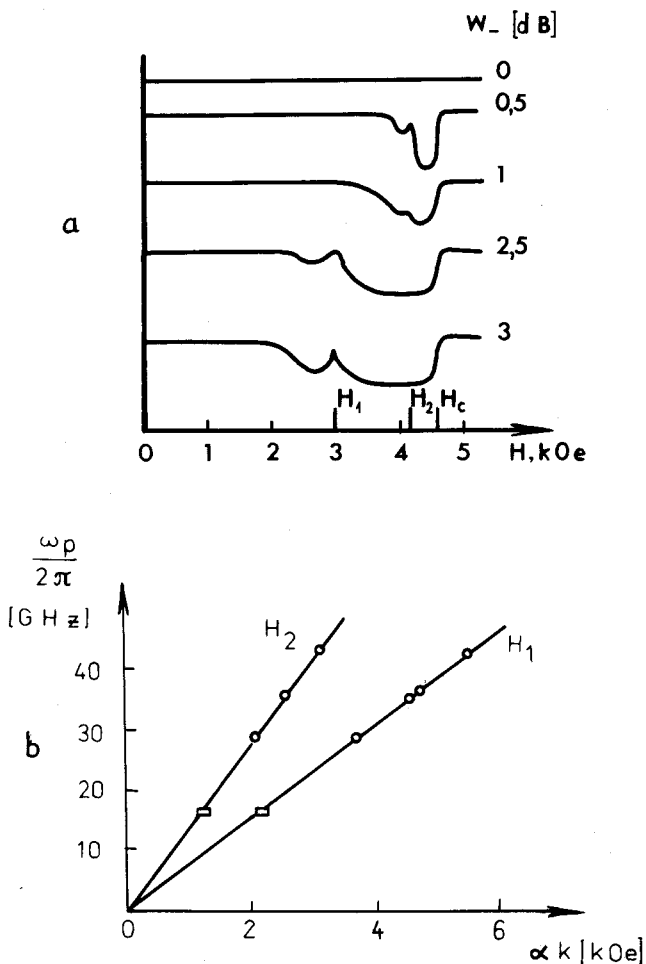 W_ [dB]
0
0,5
1
a
2,5
3
H₁ H₂ H_c
0 1 2 3 4 5 H, kOe
ωp
2π
[GHz]
H₂
H₁
40
b
30
20
10
0 2 4 6
αk [kOe]